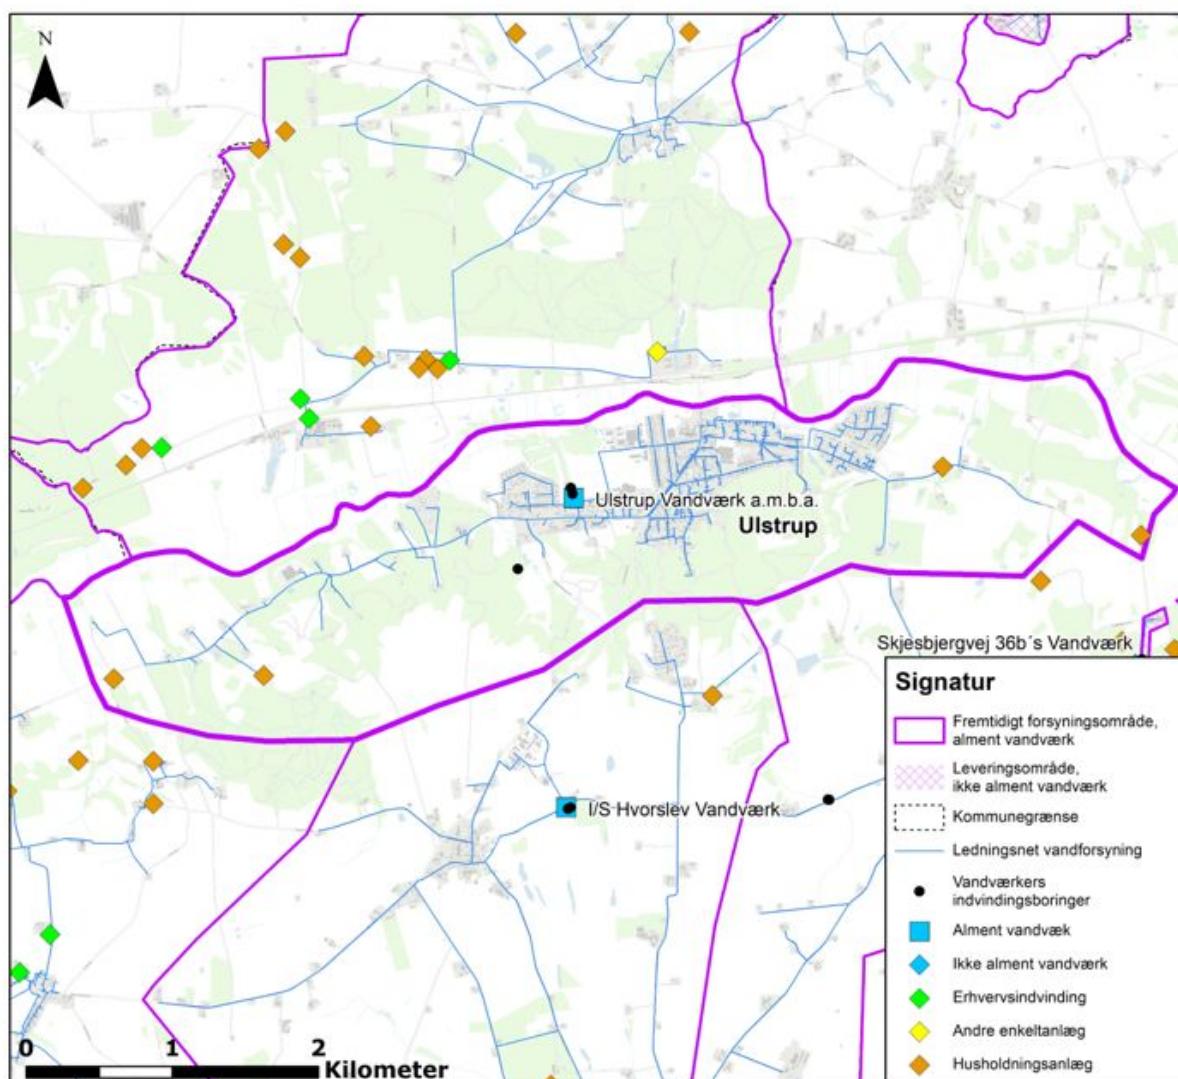 N
Ulstrup Vandværk a.m.b.a.
Ulstrup
Skjesbjergvej 36b´s Vandværk
I/S Hvorslev Vandværk
Signatur
Fremtidigt forsyningsområde,
alment vandværk
Leveringsområde,
ikke alment vandværk
Kommunegrænse
Ledningsnet vandforsyning
Vandværkers
indvindingsboringer
Alment vandvæk
Ikke alment vandværk
Erhvervsindvinding
Andre enkeltanlæg
Husholdningsanlæg
0 1 2
Kilometer